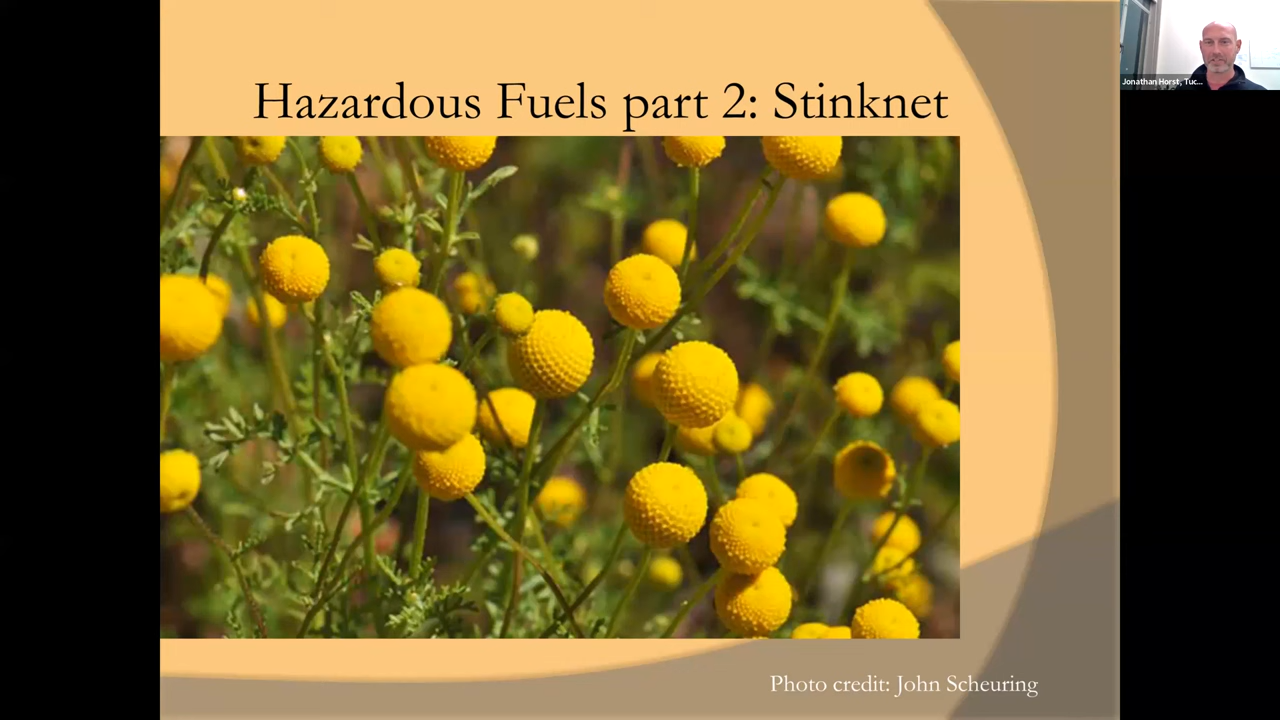 Hazardous Fuels part 2: Stinknet
Jonathan Horst, Tuc...
Photo credit: John Scheuring